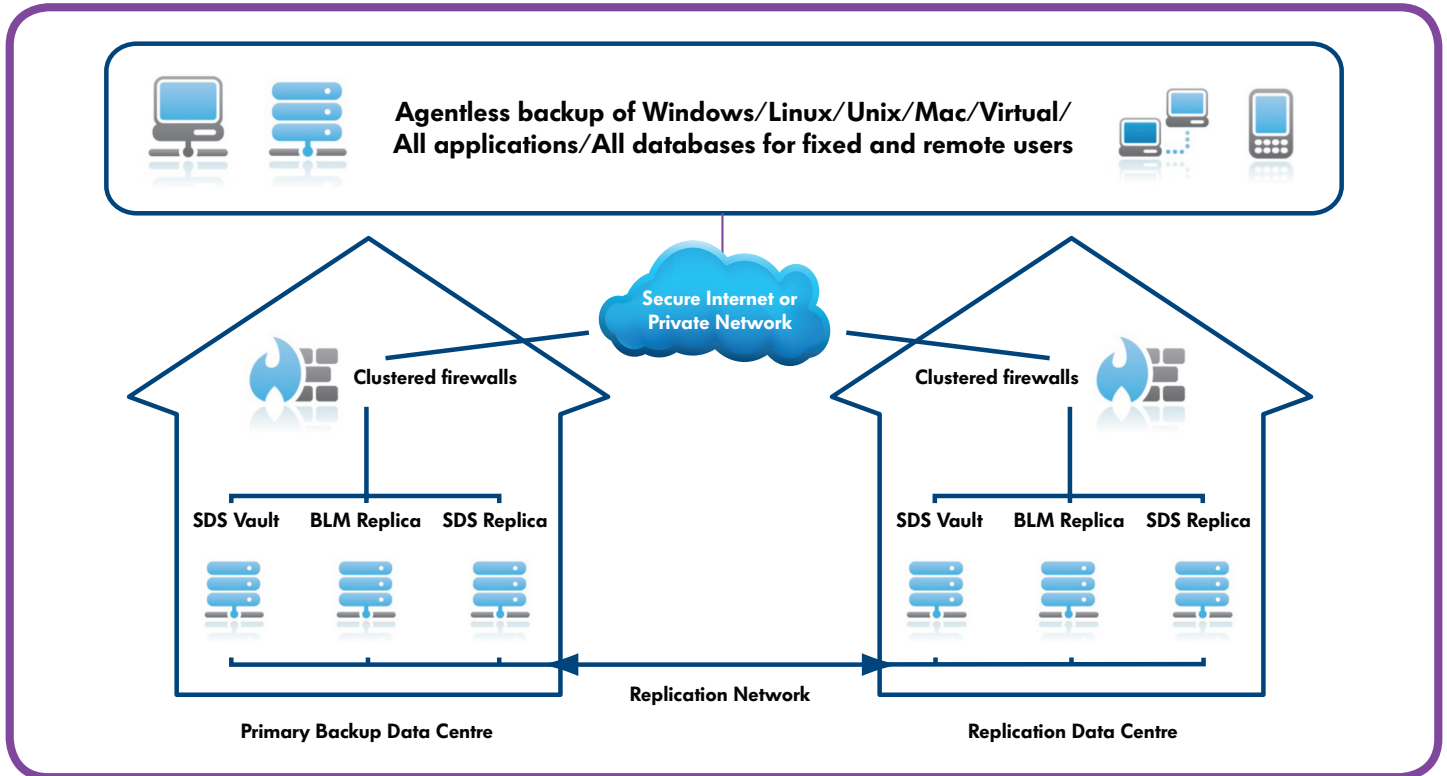 Agentless backup of Windows/Linux/Unix/Mac/Virtual/
All applications/All databases for fixed and remote users
Secure Internet or
Private Network
Clustered firewalls
Clustered firewalls
SDS Vault
BLM Replica
SDS Replica
SDS Vault
BLM Replica
SDS Replica
Replication Network
Primary Backup Data Centre
Replication Data Centre